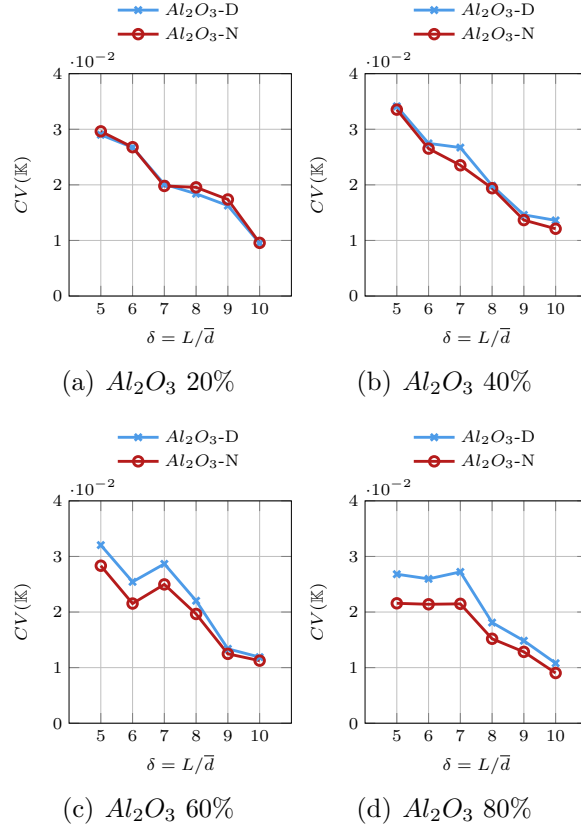 Al₂O₃-D
Al₂O₃-N
·10⁻²
4
3
2
1
0
CV(𝕂)
5 6 7 8 9 10
δ = L/d̅
(a) Al₂O₃ 20%
Al₂O₃-D
Al₂O₃-N
·10⁻²
4
3
2
1
0
CV(𝕂)
5 6 7 8 9 10
δ = L/d̅
(b) Al₂O₃ 40%
Al₂O₃-D
Al₂O₃-N
·10⁻²
4
3
2
1
0
CV(𝕂)
5 6 7 8 9 10
δ = L/d̅
(c) Al₂O₃ 60%
Al₂O₃-D
Al₂O₃-N
·10⁻²
4
3
2
1
0
CV(𝕂)
5 6 7 8 9 10
δ = L/d̅
(d) Al₂O₃ 80%